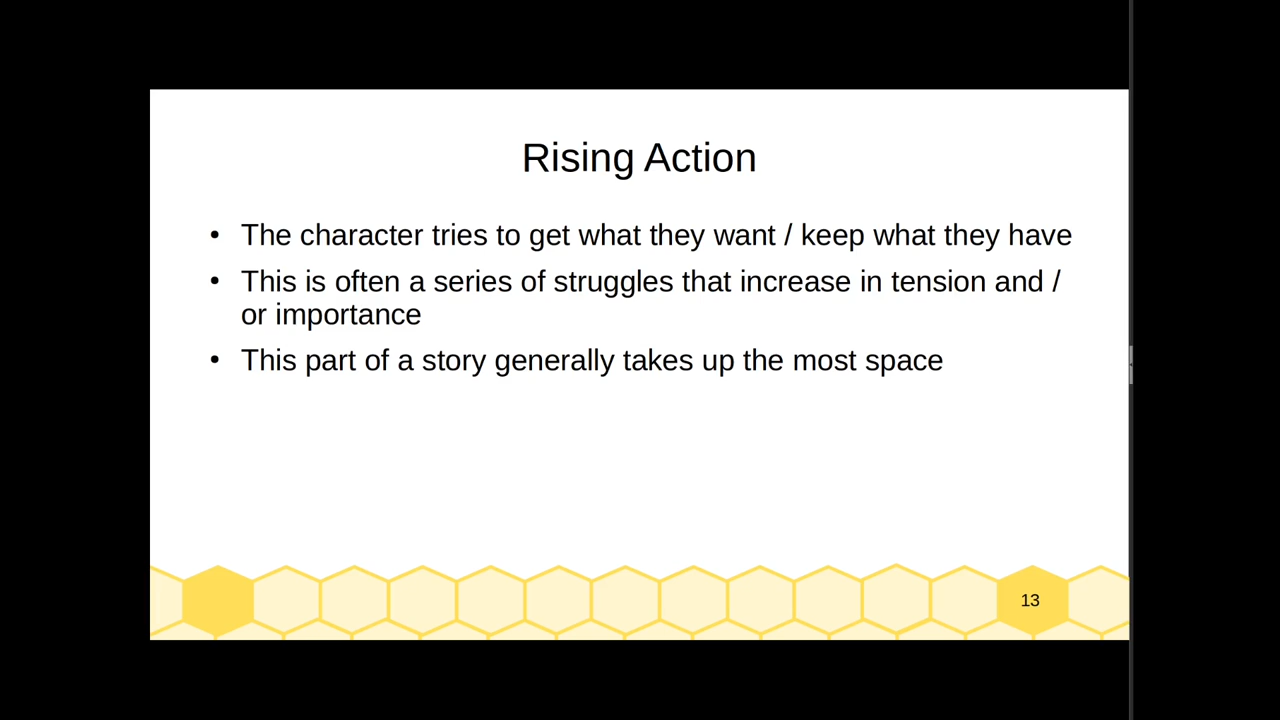 Rising Action
• The character tries to get what they want / keep what they have
• This is often a series of struggles that increase in tension and /
or importance
• This part of a story generally takes up the most space
13